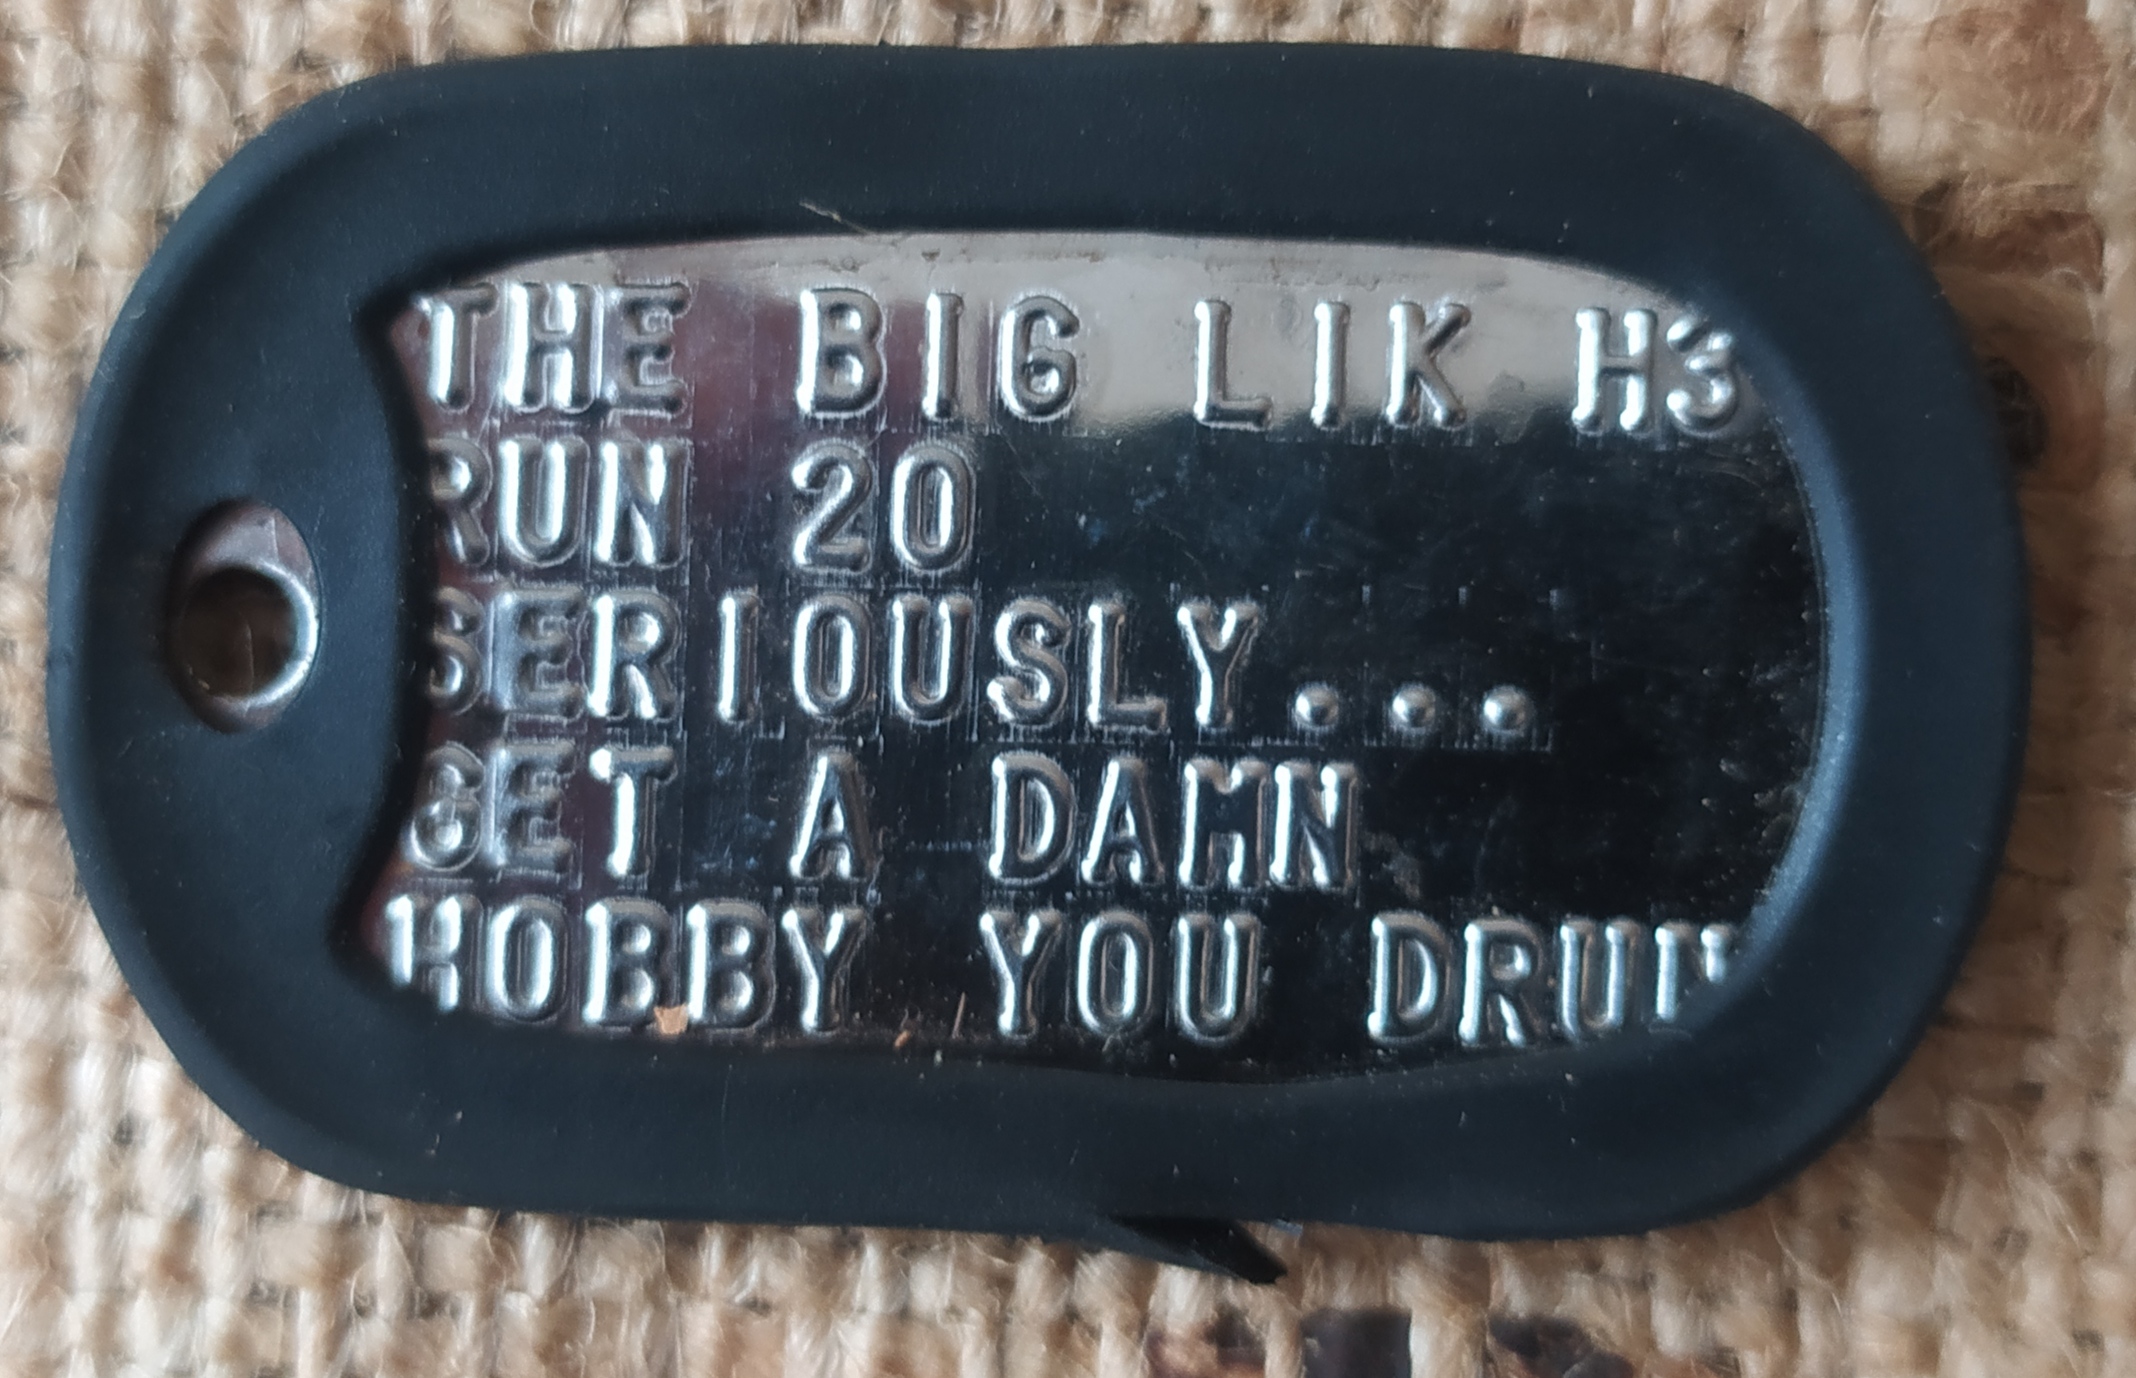 THE BIG LIK H3
RUN 20
SERIOUSLY...
GET A DAMN
HOBBY YOU